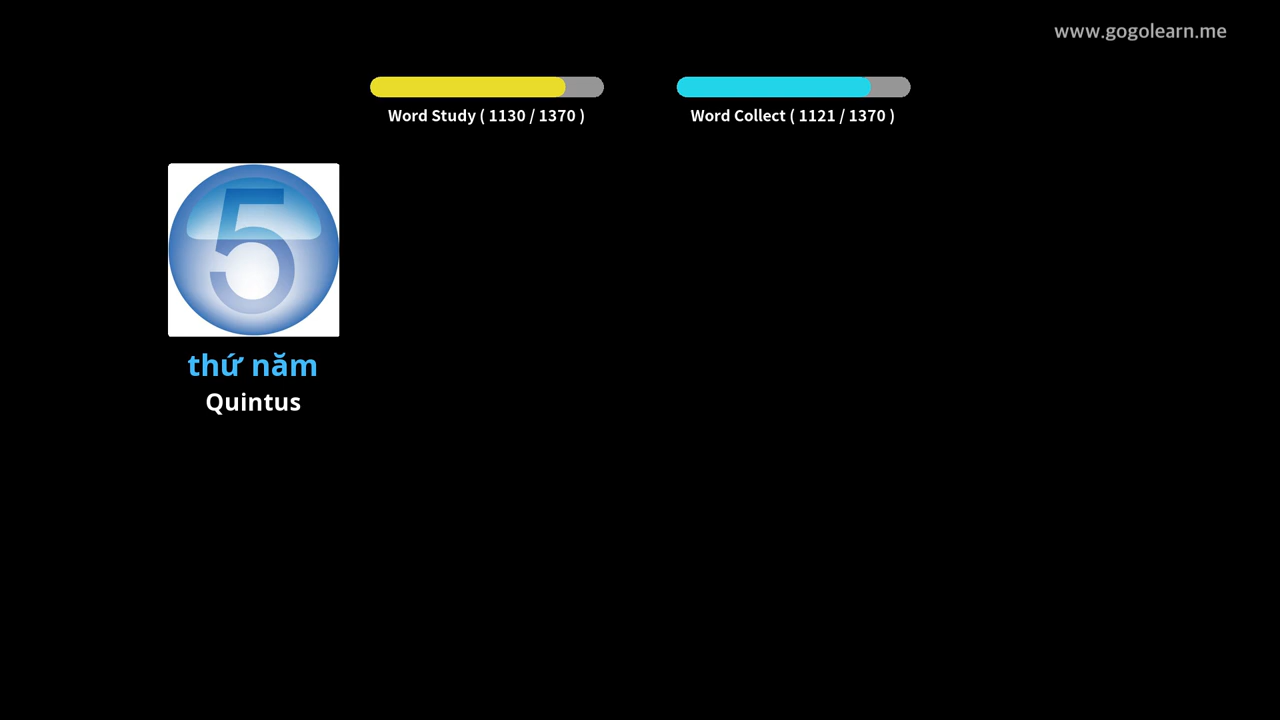 www.gogolearn.me
Word Study ( 1130 / 1370 )
Word Collect ( 1121 / 1370 )
5
thứ năm
Quintus